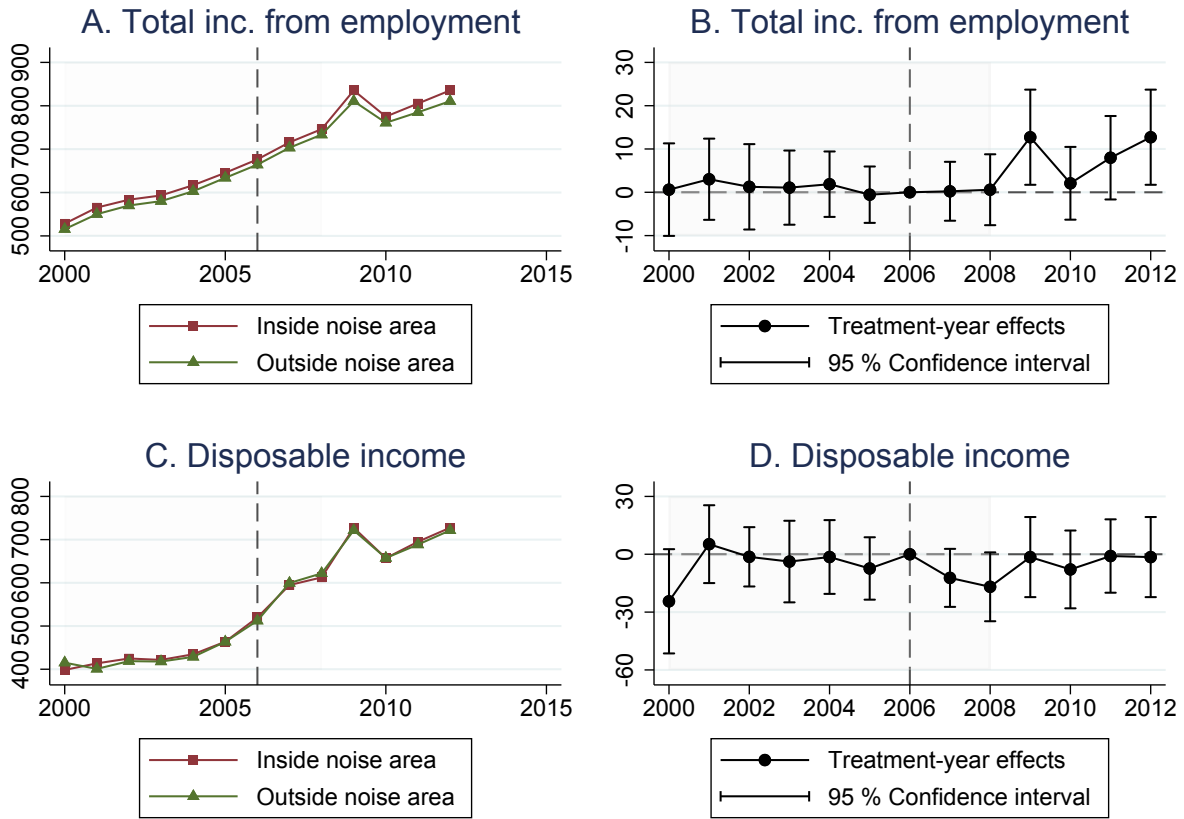 A. Total inc. from employment
500 600 700 800 900
2000 2005 2010 2015
Inside noise area
Outside noise area
B. Total inc. from employment
-10 0 10 20 30
2000 2002 2004 2006 2008 2010 2012
Treatment-year effects
95 % Confidence interval
C. Disposable income
400 500 600 700 800
2000 2005 2010 2015
Inside noise area
Outside noise area
D. Disposable income
-60 -30 0 30
2000 2002 2004 2006 2008 2010 2012
Treatment-year effects
95 % Confidence interval